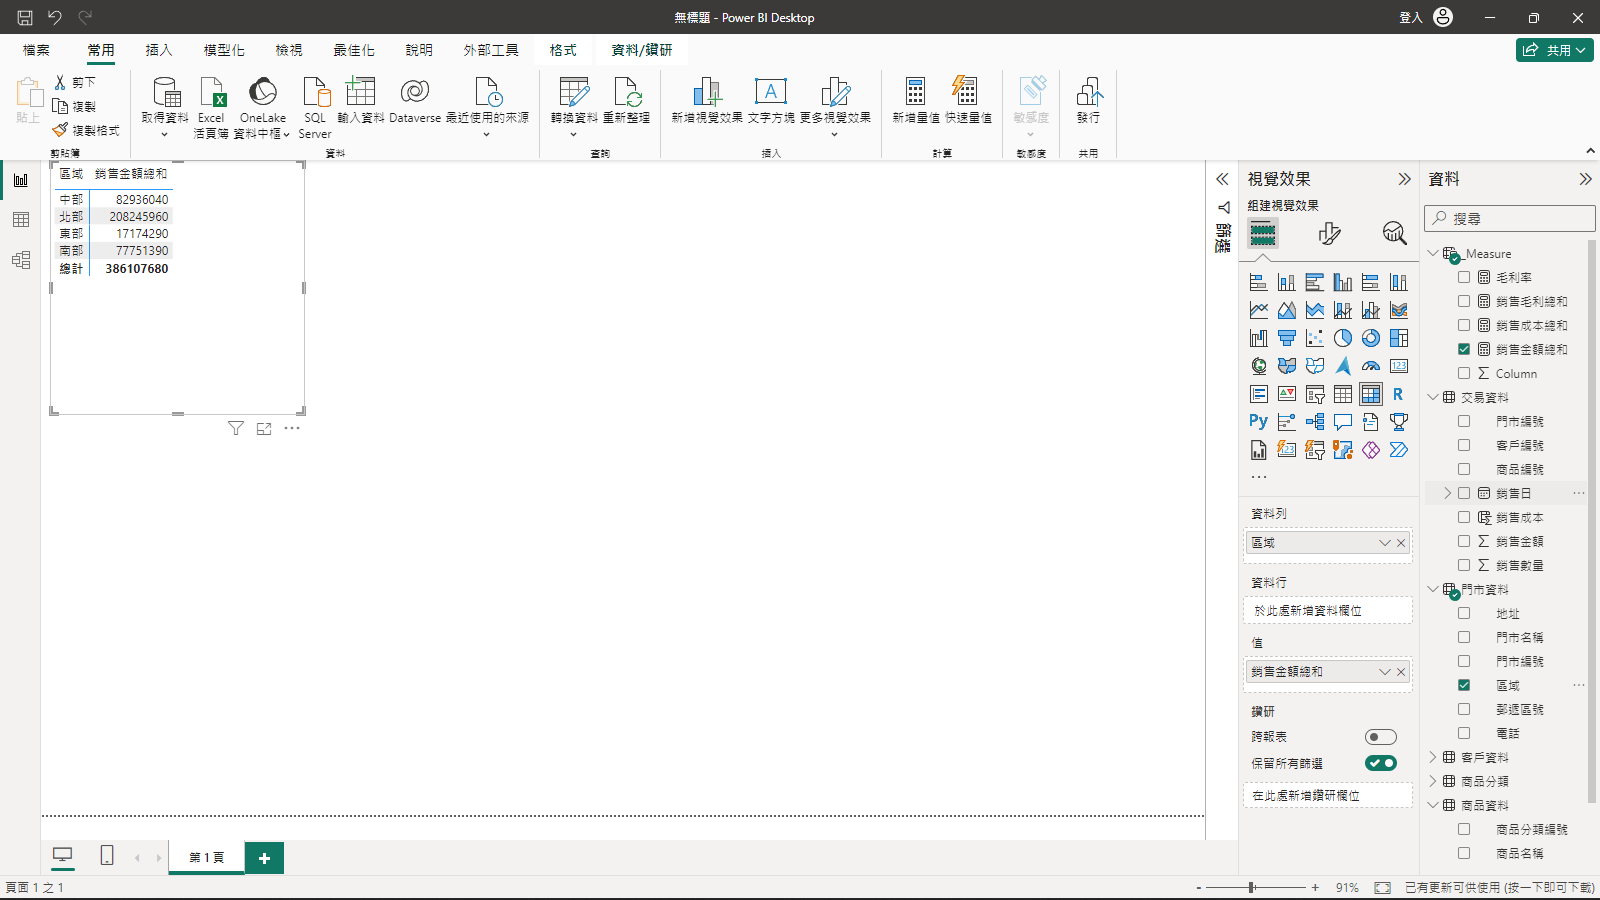 無標題 - Power BI Desktop
登入
檔案 常用 插入 模型化 檢視 最佳化 說明 外部工具 格式 資料/鑽研
共用
貼上
剪下
複製
複製格式
剪貼簿
取得資料
Excel 活頁簿
OneLake 資料中樞
SQL Server
輸入資料
Dataverse
最近使用的來源
資料
轉換資料
重新整理
查詢
新增視覺效果
文字方塊
更多視覺效果
插入
新增量值
快速量值
計算
敏感度
敏感度
發行
共用
區域 銷售金額總和
中部 82936040
北部 208245960
東部 17174290
南部 77751390
總計 386107680
篩選
視覺效果
組建視覺效果
資料列
區域
資料行
於此處新增資料欄位
值
銷售金額總和
鑽研
跨報表
保留所有篩選
在此處新增鑽研欄位
資料
搜尋
_Measure
毛利率
銷售毛利總和
銷售成本總和
銷售金額總和
Column
交易資料
門市編號
客戶編號
商品編號
銷售日
銷售成本
銷售金額
銷售數量
門市資料
地址
門市名稱
門市編號
區域
郵遞區號
電話
客戶資料
商品分類
商品資料
商品分類編號
商品名稱
第 1 頁
頁面 1 之 1
91%
已有更新可供使用 (按一下即可下載)